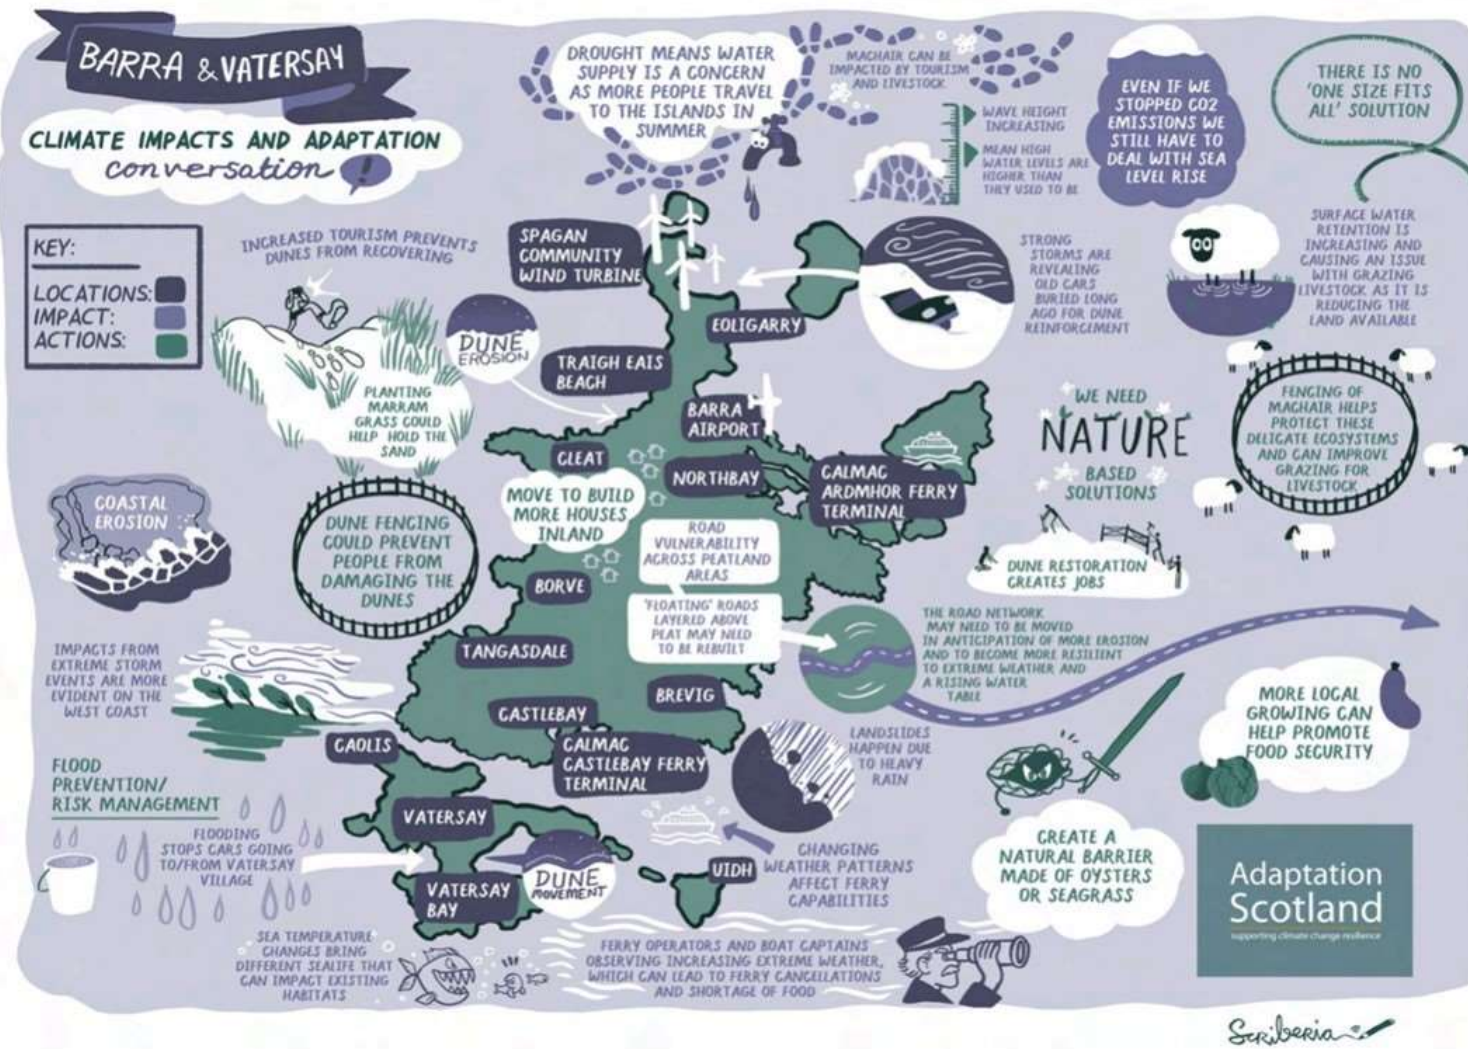 BARRA & VATERSAY
CLIMATE IMPACTS AND ADAPTATION
conversation
DROUGHT MEANS WATER
SUPPLY IS A CONCERN
AS MORE PEOPLE TRAVEL
TO THE ISLANDS IN
SUMMER
MACHAIR CAN BE
IMPACTED BY TOURISM
AND LIVESTOCK
WAVE HEIGHT
INCREASING
MEAN HIGH
WATER LEVELS ARE
HIGHER THAN
THEY USED TO BE
EVEN IF WE
STOPPED CO2
EMISSIONS WE
STILL HAVE TO
DEAL WITH SEA
LEVEL RISE
THERE IS NO
'ONE SIZE FITS
ALL' SOLUTION
KEY:
LOCATIONS:
IMPACT:
ACTIONS:
INCREASED TOURISM PREVENTS
DUNES FROM RECOVERING
SPAGAN
COMMUNITY
WIND TURBINE
STRONG
STORMS ARE
REVEALING
OLD CARS
BURIED LONG
AGO FOR DUNE
REINFORCEMENT
SURFACE WATER
RETENTION IS
INCREASING AND
CAUSING AN ISSUE
WITH GRAZING
LIVESTOCK AS IT IS
REDUCING THE
LAND AVAILABLE
EOLIGARRY
DUNE
EROSION
TRAIGH EAIS
BEACH
PLANTING
MARRAM
GRASS COULD
HELP HOLD THE
SAND
BARRA
AIRPORT
WE NEED
NATURE
BASED
SOLUTIONS
FENCING OF
MACHAIR HELPS
PROTECT THESE
DELICATE ECOSYSTEMS
AND CAN IMPROVE
GRAZING FOR
LIVESTOCK
CLEAT
NORTHBAY
CALMAC
ARDMHOR FERRY
TERMINAL
COASTAL
EROSION
DUNE FENCING
COULD PREVENT
PEOPLE FROM
DAMAGING THE
DUNES
MOVE TO BUILD
MORE HOUSES
INLAND
ROAD
VULNERABILITY
ACROSS PEATLAND
AREAS
DUNE RESTORATION
CREATES JOBS
BORVE
'FLOATING' ROADS
LAYERED ABOVE
PEAT MAY NEED
TO BE REBUILT
THE ROAD NETWORK
MAY NEED TO BE MOVED
IN ANTICIPATION OF MORE EROSION
AND TO BECOME MORE RESILIENT
TO EXTREME WEATHER AND
A RISING WATER
TABLE
IMPACTS FROM
EXTREME STORM
EVENTS ARE MORE
EVIDENT ON THE
WEST COAST
TANGASDALE
BREVIG
CASTLEBAY
MORE LOCAL
GROWING CAN
HELP PROMOTE
FOOD SECURITY
CAOLIS
CALMAC
CASTLEBAY FERRY
TERMINAL
LANDSLIDES
HAPPEN DUE
TO HEAVY
RAIN
FLOOD
PREVENTION/
RISK MANAGEMENT
FLOODING
STOPS CARS GOING
TO/FROM VATERSAY
VILLAGE
VATERSAY
VATERSAY
BAY
DUNE
MOVEMENT
UIDH
CHANGING
WEATHER PATTERNS
AFFECT FERRY
CAPABILITIES
CREATE A
NATURAL BARRIER
MADE OF OYSTERS
OR SEAGRASS
Adaptation
Scotland
supporting climate change resilience
SEA TEMPERATURE
CHANGES BRING
DIFFERENT SEALIFE THAT
CAN IMPACT EXISTING
HABITATS
FERRY OPERATORS AND BOAT CAPTAINS
OBSERVING INCREASING EXTREME WEATHER,
WHICH CAN LEAD TO FERRY CANCELLATIONS
AND SHORTAGE OF FOOD
Scriberia